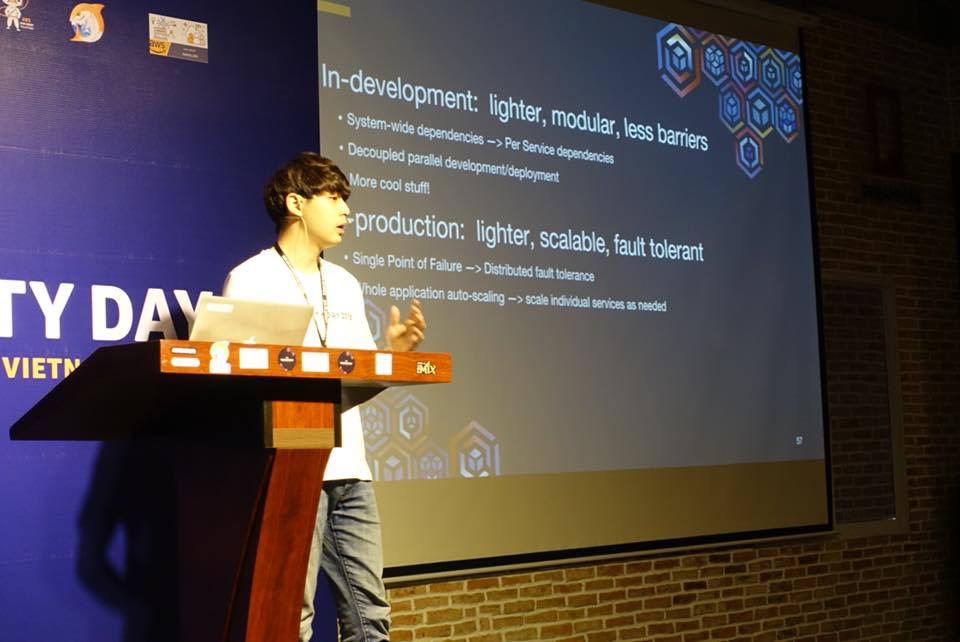 aws
In-development: lighter, modular, less barriers
• System-wide dependencies —> Per Service dependencies
• Decoupled parallel development/deployment
More cool stuff!
-production: lighter, scalable, fault tolerant
• Single Point of Failure —> Distributed fault tolerance
Whole application auto-scaling —> scale individual services as needed
57
TY DAY
VIETN